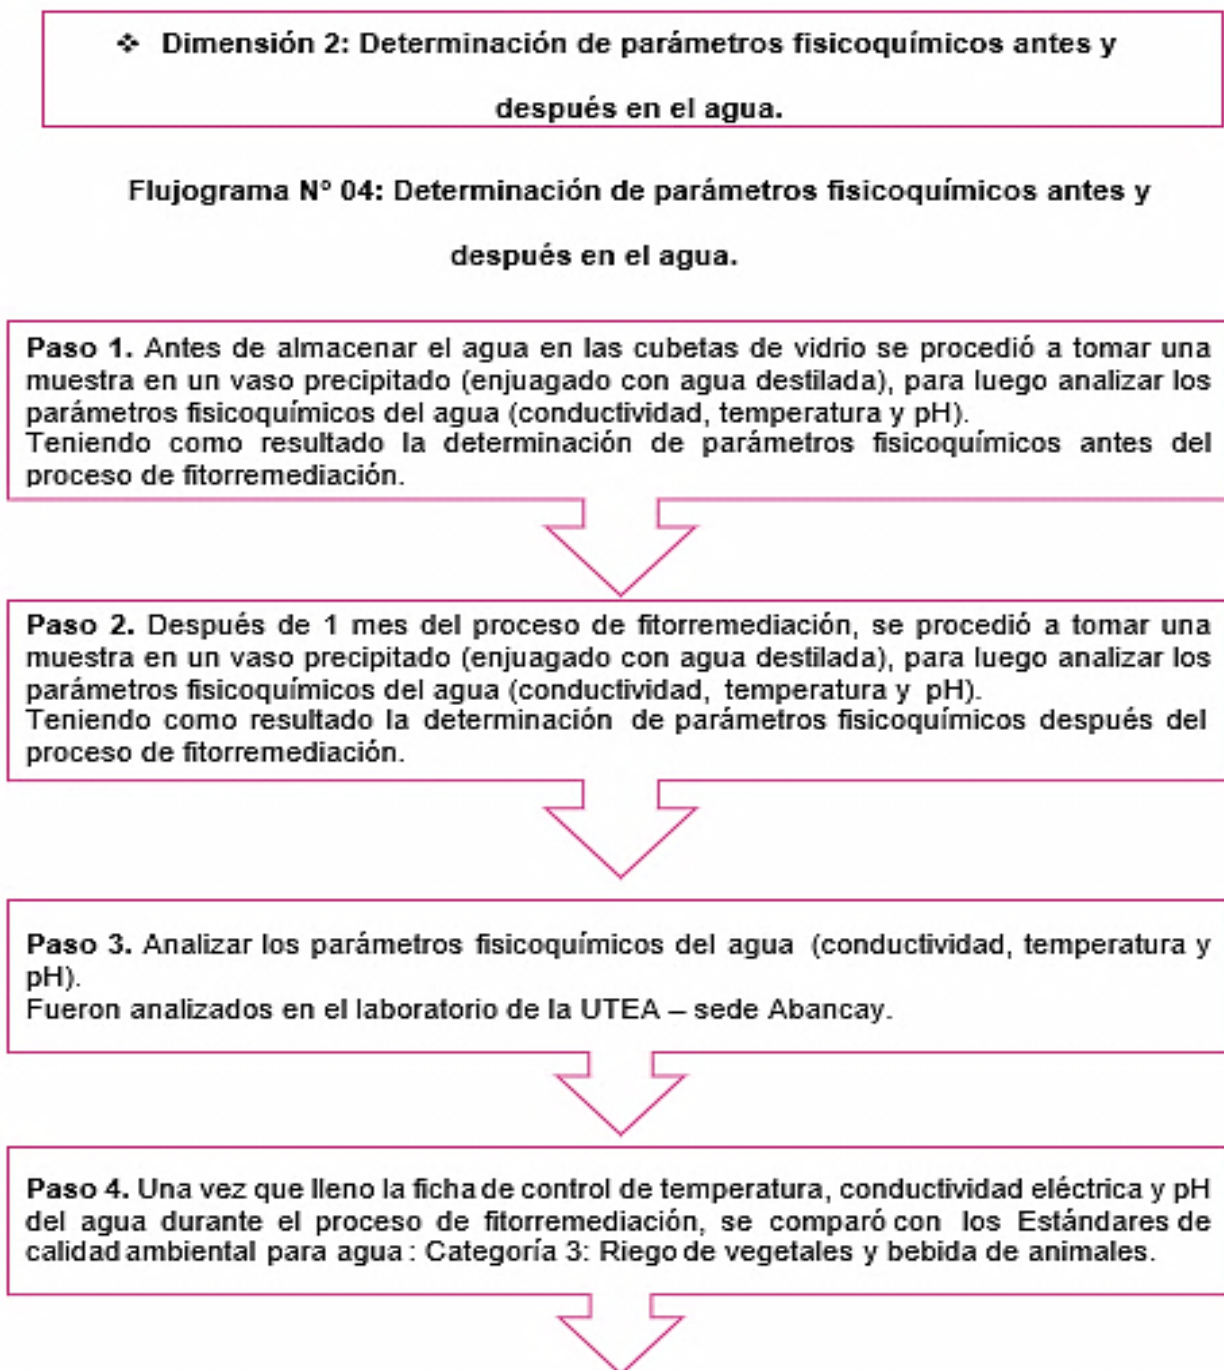 ❖ Dimensión 2: Determinación de parámetros fisicoquímicos antes y
después en el agua.
Flujograma Nº 04: Determinación de parámetros fisicoquímicos antes y
después en el agua.
Paso 1. Antes de almacenar el agua en las cubetas de vidrio se procedió a tomar una
muestra en un vaso precipitado (enjuagado con agua destilada), para luego analizar los
parámetros fisicoquímicos del agua (conductividad, temperatura y pH).
Teniendo como resultado la determinación de parámetros fisicoquímicos antes del
proceso de fitorremediación.
Paso 2. Después de 1 mes del proceso de fitorremediación, se procedió a tomar una
muestra en un vaso precipitado (enjuagado con agua destilada), para luego analizar los
parámetros fisicoquímicos del agua (conductividad, temperatura y pH).
Teniendo como resultado la determinación de parámetros fisicoquímicos después del
proceso de fitorremediación.
Paso 3. Analizar los parámetros fisicoquímicos del agua (conductividad, temperatura y
pH).
Fueron analizados en el laboratorio de la UTEA – sede Abancay.
Paso 4. Una vez que lleno la ficha de control de temperatura, conductividad eléctrica y pH
del agua durante el proceso de fitorremediación, se comparó con los Estándares de
calidad ambiental para agua : Categoría 3: Riego de vegetales y bebida de animales.